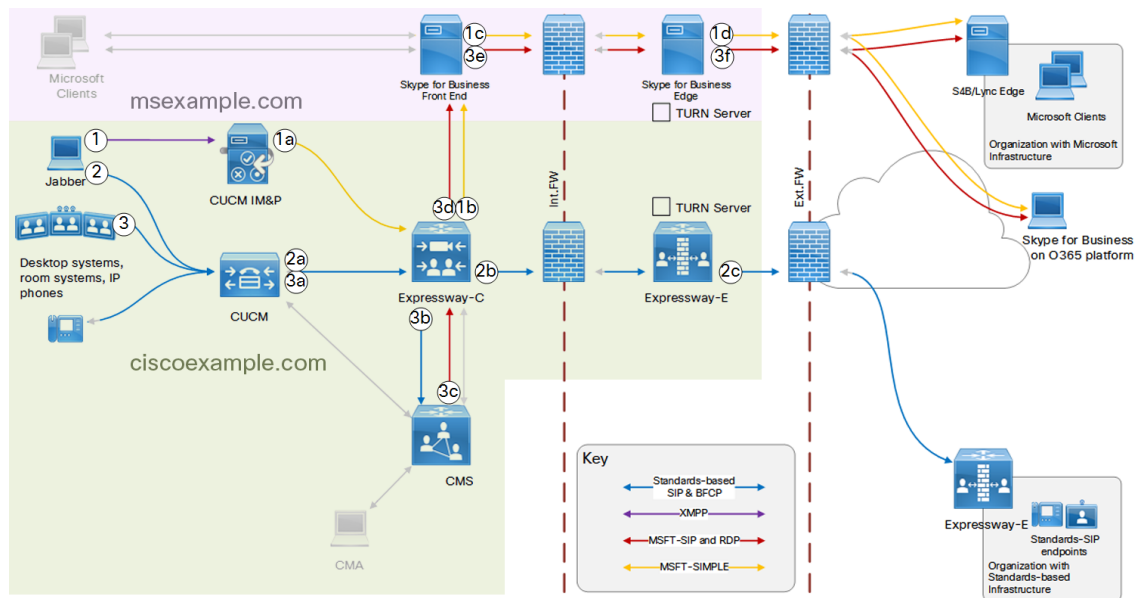 1c
1d
3e
3f
Microsoft
Clients
Skype for Business
Front End
Skype for Business
Edge
S4B/Lync Edge
Microsoft Clients
Organization with Microsoft
Infrastructure
msexample.com
TURN Server
1
1a
2
Jabber
CUCM IM&P
Int.FW
Ext.FW
3d
1b
TURN Server
3
Desktop systems,
room systems, IP
phones
2a
3a
2b
2c
CUCM
Expressway-C
Expressway-E
Skype for Business
on O365 platform
3b
ciscoexample.com
3c
CMS
CMA
Key
Standards-based
SIP & BFCP
XMPP
MSFT-SIP and RDP
MSFT-SIMPLE
Expressway-E
Standards-SIP
endpoints
Organization with
Standards-based
Infrastructure